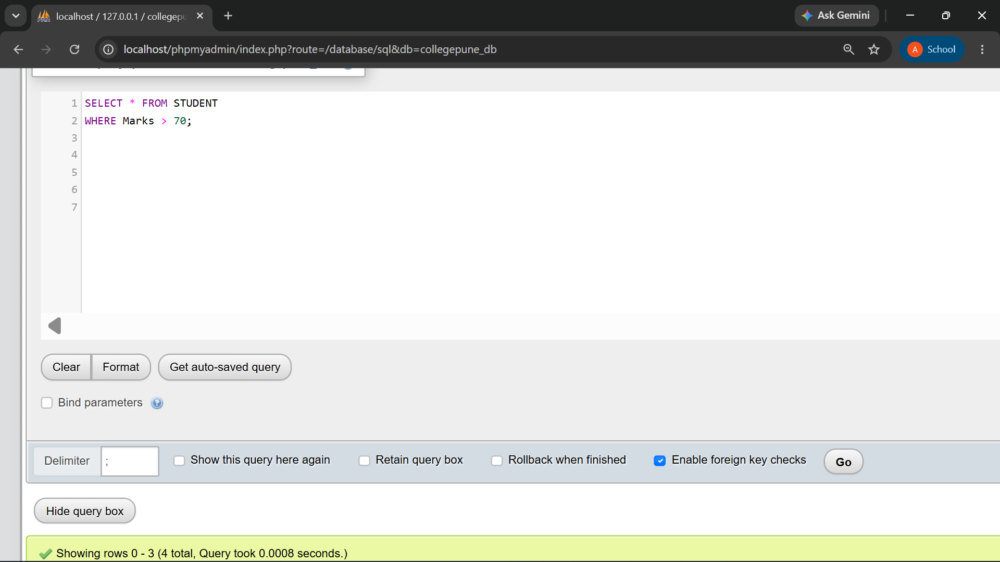 localhost / 127.0.0.1 / collegepu
Ask Gemini
localhost/phpmyadmin/index.php?route=/database/sql&db=collegepune_db
A School
1 SELECT * FROM STUDENT
2 WHERE Marks > 70;
3
4
5
6
7
Clear Format Get auto-saved query
Bind parameters
Delimiter ; Show this query here again Retain query box Rollback when finished Enable foreign key checks Go
Hide query box
Showing rows 0 - 3 (4 total, Query took 0.0008 seconds.)